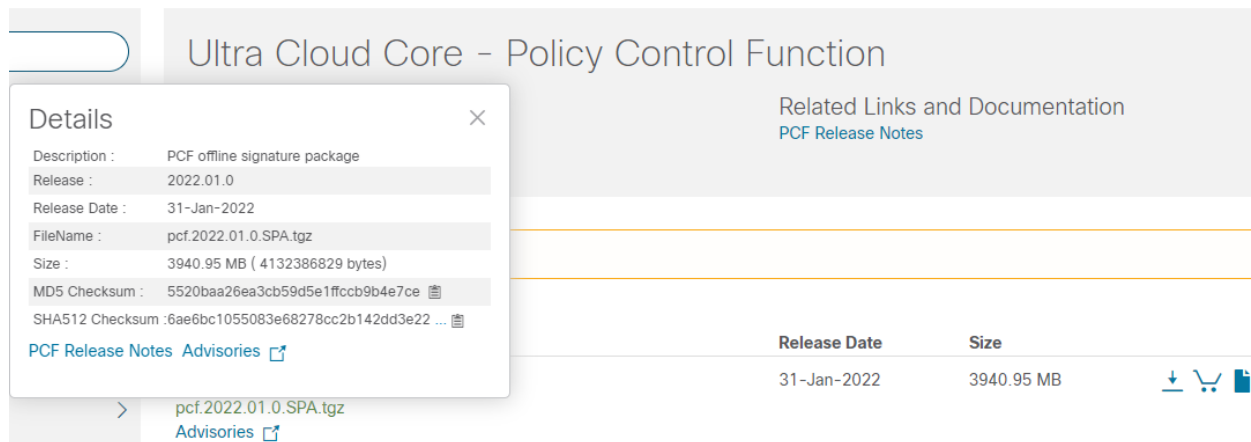 Ultra Cloud Core - Policy Control Function
Related Links and Documentation
PCF Release Notes
Details
Description : PCF offline signature package
Release : 2022.01.0
Release Date : 31-Jan-2022
FileName : pcf.2022.01.0.SPA.tgz
Size : 3940.95 MB ( 4132386829 bytes)
MD5 Checksum : 5520baa26ea3cb59d5e1ffccb9b4e7ce
SHA512 Checksum :6ae6bc1055083e68278cc2b142dd3e22 ...
PCF Release Notes Advisories
Release Date Size
31-Jan-2022 3940.95 MB
pcf.2022.01.0.SPA.tgz
Advisories